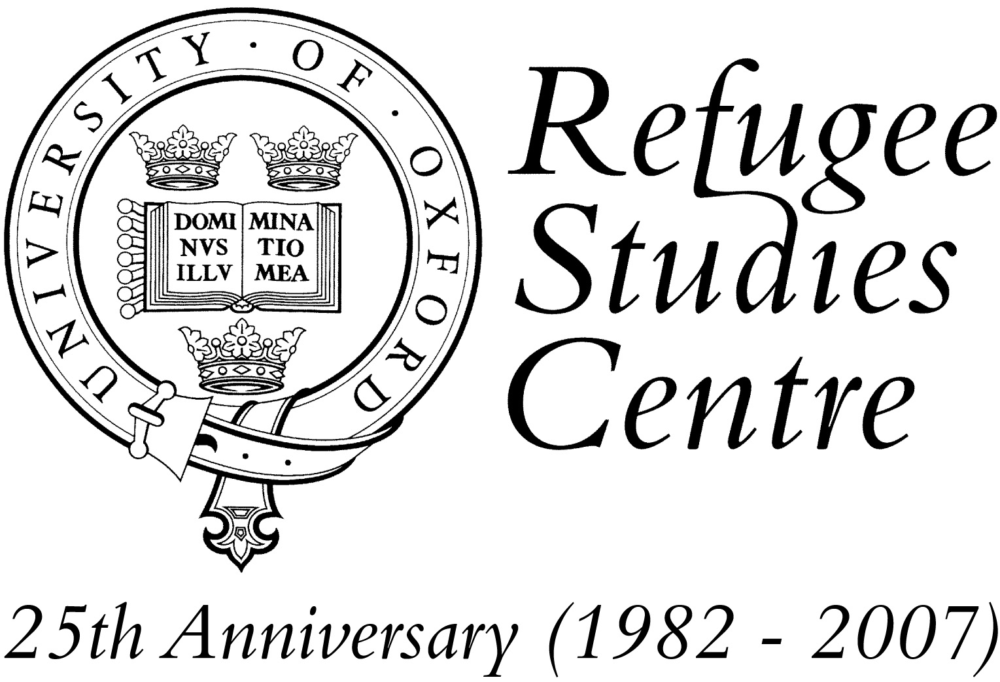 UNIVERSITY · OF · OXFORD
DOMI MINA
NVS TIO
ILLV MEA
Refugee
Studies
Centre
25th Anniversary (1982 - 2007)